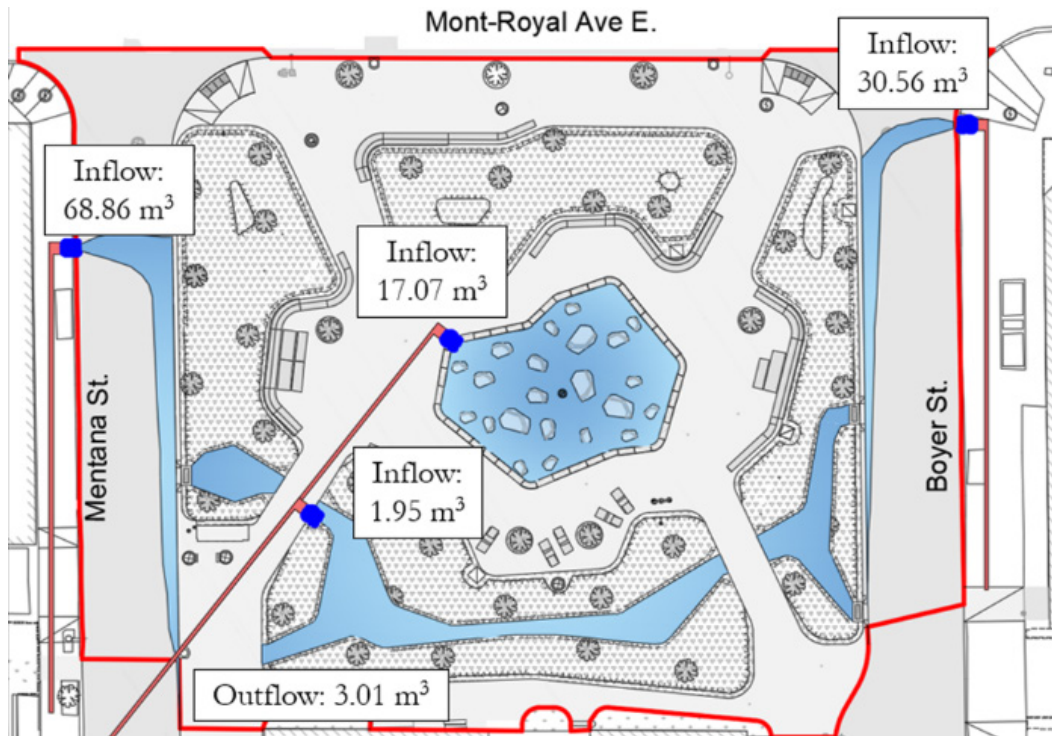 Mont-Royal Ave E.
Inflow:
30.56 m³
Inflow:
68.86 m³
Inflow:
17.07 m³
Mentana St.
Boyer St.
Inflow:
1.95 m³
Outflow: 3.01 m³